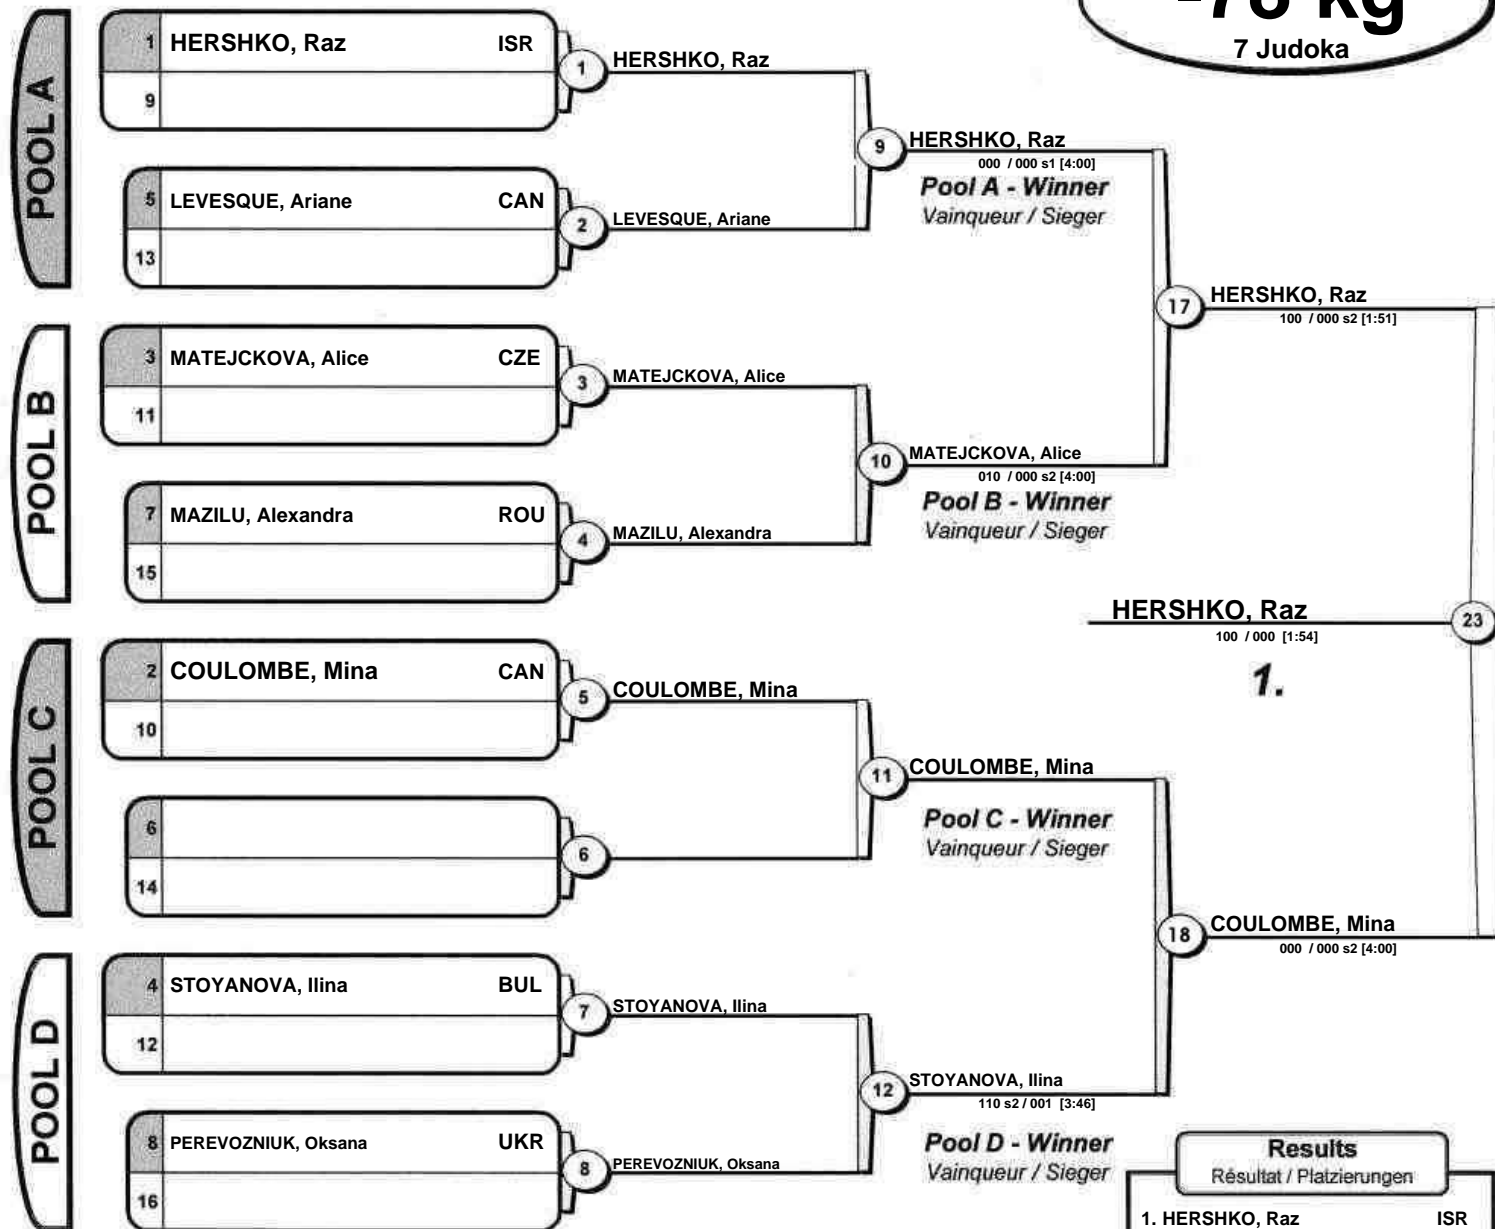 -78 kg
7 Judoka
POOL A
1 HERSHKO, Raz ISR
9
5 LEVESQUE, Ariane CAN
13
1 HERSHKO, Raz
2 LEVESQUE, Ariane
9 HERSHKO, Raz
000 / 000 s1 [4:00]
Pool A - Winner
Vainqueur / Sieger
POOL B
3 MATEJCKOVA, Alice CZE
11
7 MAZILU, Alexandra ROU
15
3 MATEJCKOVA, Alice
4 MAZILU, Alexandra
10 MATEJCKOVA, Alice
010 / 000 s2 [4:00]
Pool B - Winner
Vainqueur / Sieger
17 HERSHKO, Raz
100 / 000 s2 [1:51]
HERSHKO, Raz 23
100 / 000 [1:54]
1.
POOL C
2 COULOMBE, Mina CAN
10
6
14
5 COULOMBE, Mina
6
11 COULOMBE, Mina
Pool C - Winner
Vainqueur / Sieger
POOL D
4 STOYANOVA, Ilina BUL
12
8 PEREVOZNIUK, Oksana UKR
16
7 STOYANOVA, Ilina
8 PEREVOZNIUK, Oksana
12 STOYANOVA, Ilina
110 s2 / 001 [3:46]
Pool D - Winner
Vainqueur / Sieger
18 COULOMBE, Mina
000 / 000 s2 [4:00]
Results
Résultat / Platzierungen
1. HERSHKO, Raz ISR